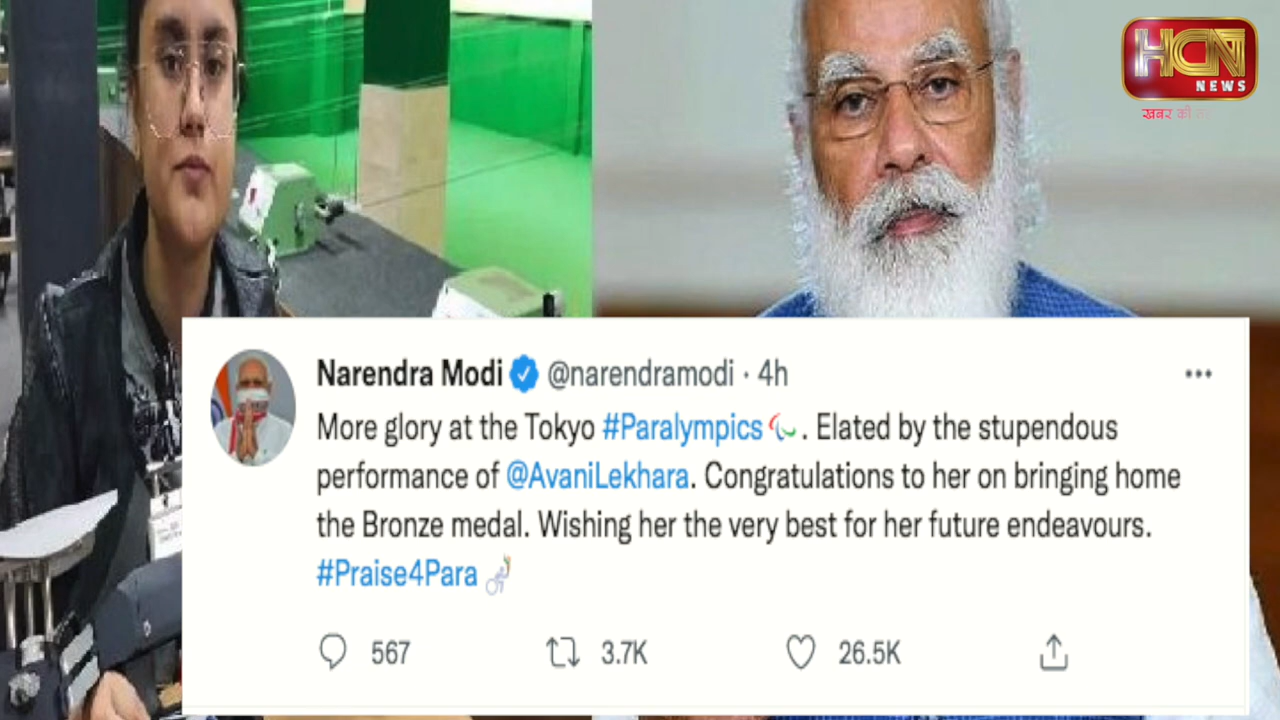 HCN
NEWS
खबर की
Narendra Modi @narendramodi · 4h
More glory at the Tokyo #Paralympics. Elated by the stupendous
performance of @AvaniLekhara. Congratulations to her on bringing home
the Bronze medal. Wishing her the very best for her future endeavours.
#Praise4Para
567 3.7K 26.5K